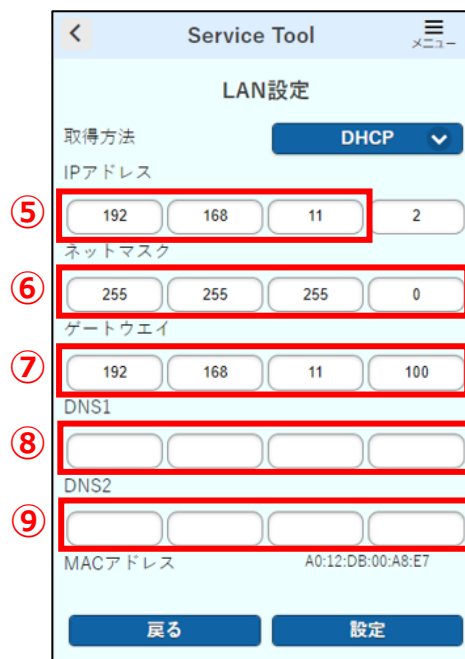 Service Tool
メニュー
LAN設定
取得方法 DHCP
IPアドレス
⑤ 192 168 11 2
ネットマスク
⑥ 255 255 255 0
ゲートウエイ
⑦ 192 168 11 100
DNS1
⑧
DNS2
⑨
MACアドレス A0:12:DB:00:A8:E7
戻る 設定